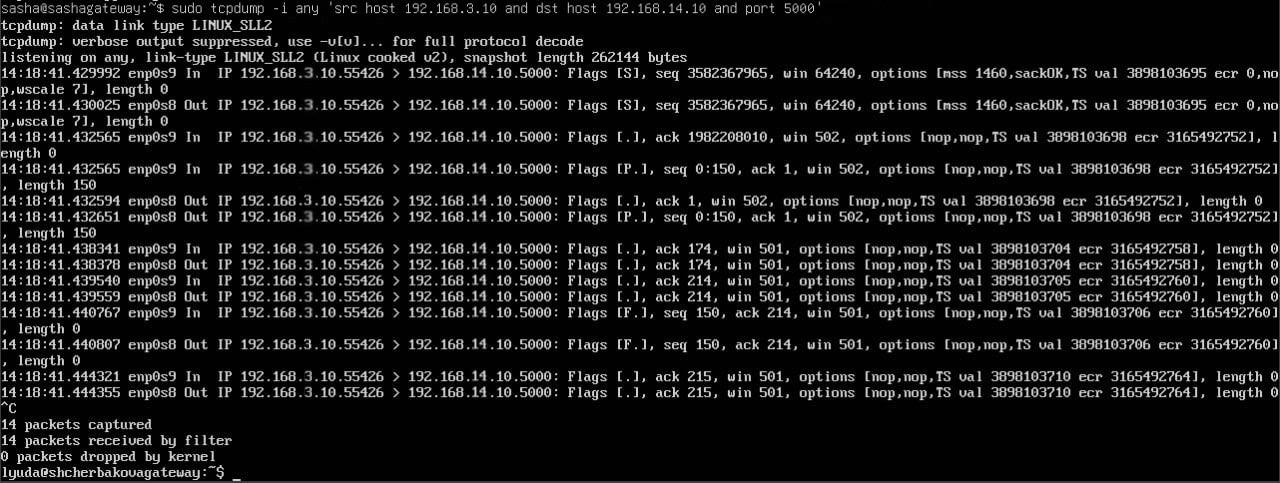 sasha@sashagateway:~$ sudo tcpdump -i any 'src host 192.168.3.10 and dst host 192.168.14.10 and port 5000'
tcpdump: data link type LINUX_SLL2
tcpdump: verbose output suppressed, use -v[v]... for full protocol decode
listening on any, link-type LINUX_SLL2 (Linux cooked v2), snapshot length 262144 bytes
14:18:41.429992 enp0s9 In  IP 192.168.3.10.55426 > 192.168.14.10.5000: Flags [S], seq 3582367965, win 64240, options [mss 1460,sackOK,TS val 3898103695 ecr 0,no
p,wscale 7], length 0
14:18:41.430025 enp0s8 Out IP 192.168.3.10.55426 > 192.168.14.10.5000: Flags [S], seq 3582367965, win 64240, options [mss 1460,sackOK,TS val 3898103695 ecr 0,no
p,wscale 7], length 0
14:18:41.432565 enp0s9 In  IP 192.168.3.10.55426 > 192.168.14.10.5000: Flags [.], ack 1982208010, win 502, options [nop,nop,TS val 3898103698 ecr 3165492752], l
ength 0
14:18:41.432565 enp0s9 In  IP 192.168.3.10.55426 > 192.168.14.10.5000: Flags [P.], seq 0:150, ack 1, win 502, options [nop,nop,TS val 3898103698 ecr 3165492752]
, length 150
14:18:41.432594 enp0s8 Out IP 192.168.3.10.55426 > 192.168.14.10.5000: Flags [.], ack 1, win 502, options [nop,nop,TS val 3898103698 ecr 3165492752], length 0
14:18:41.432651 enp0s8 Out IP 192.168.3.10.55426 > 192.168.14.10.5000: Flags [P.], seq 0:150, ack 1, win 502, options [nop,nop,TS val 3898103698 ecr 3165492752]
, length 150
14:18:41.438341 enp0s9 In  IP 192.168.3.10.55426 > 192.168.14.10.5000: Flags [.], ack 174, win 501, options [nop,nop,TS val 3898103704 ecr 3165492758], length 0
14:18:41.438378 enp0s8 Out IP 192.168.3.10.55426 > 192.168.14.10.5000: Flags [.], ack 174, win 501, options [nop,nop,TS val 3898103704 ecr 3165492758], length 0
14:18:41.439540 enp0s9 In  IP 192.168.3.10.55426 > 192.168.14.10.5000: Flags [.], ack 214, win 501, options [nop,nop,TS val 3898103705 ecr 3165492760], length 0
14:18:41.439559 enp0s8 Out IP 192.168.3.10.55426 > 192.168.14.10.5000: Flags [.], ack 214, win 501, options [nop,nop,TS val 3898103705 ecr 3165492760], length 0
14:18:41.440767 enp0s9 In  IP 192.168.3.10.55426 > 192.168.14.10.5000: Flags [F.], seq 150, ack 214, win 501, options [nop,nop,TS val 3898103706 ecr 3165492760]
, length 0
14:18:41.440807 enp0s8 Out IP 192.168.3.10.55426 > 192.168.14.10.5000: Flags [F.], seq 150, ack 214, win 501, options [nop,nop,TS val 3898103706 ecr 3165492760]
, length 0
14:18:41.444321 enp0s9 In  IP 192.168.3.10.55426 > 192.168.14.10.5000: Flags [.], ack 215, win 501, options [nop,nop,TS val 3898103710 ecr 3165492764], length 0
14:18:41.444355 enp0s8 Out IP 192.168.3.10.55426 > 192.168.14.10.5000: Flags [.], ack 215, win 501, options [nop,nop,TS val 3898103710 ecr 3165492764], length 0
^C
14 packets captured
14 packets received by filter
0 packets dropped by kernel
lyuda@shcherbakovagateway:~$ _